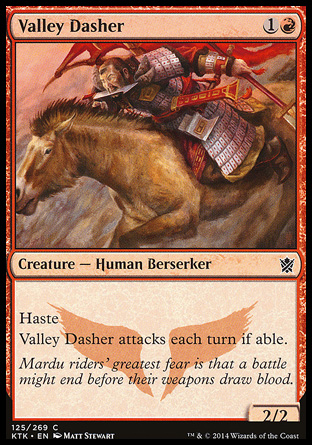 Valley Dasher 1
Creature — Human Berserker
Haste
Valley Dasher attacks each turn if able.
Mardu riders' greatest fear is that a battle
might end before their weapons draw blood.
2/2
125/269 C
KTK • EN Matt Stewart ™ & © 2014 Wizards of the Coast